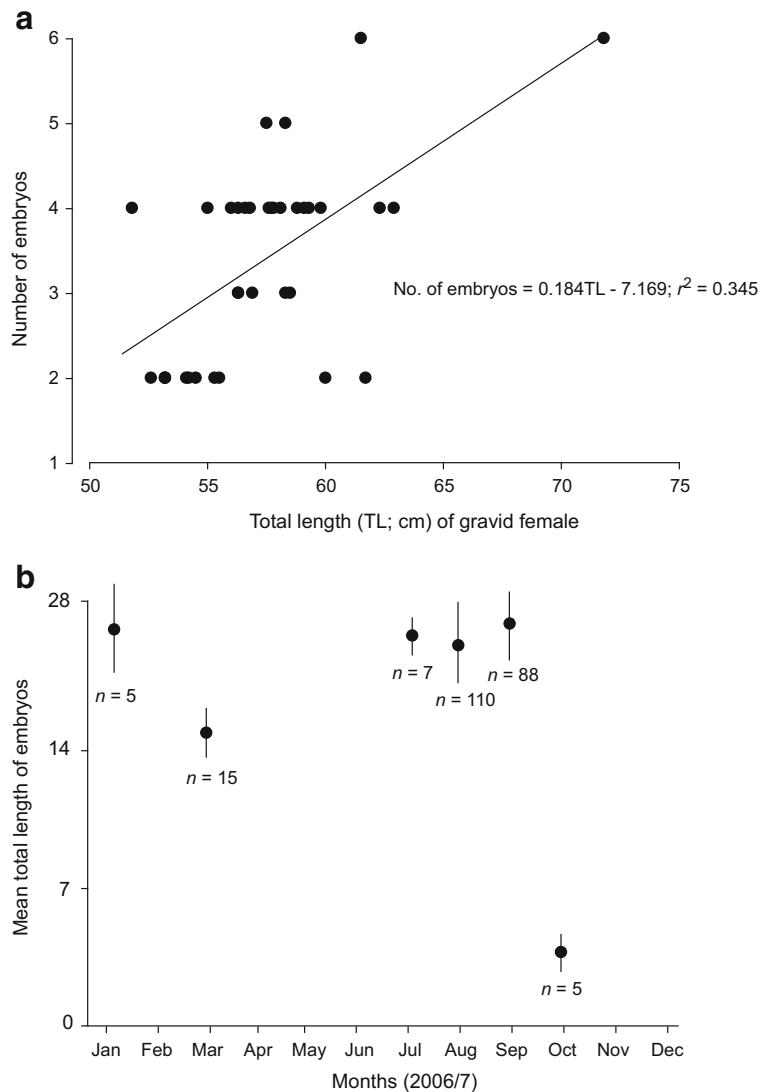 a
6
5
4
3
2
1
Number of embryos
No. of embryos = 0.184TL - 7.169; r² = 0.345
50 55 60 65 70 75
Total length (TL; cm) of gravid female
b
28
14
7
0
Mean total length of embryos
n = 5
n = 15
n = 7
n = 110
n = 88
n = 5
Jan Feb Mar Apr May Jun Jul Aug Sep Oct Nov Dec
Months (2006/7)